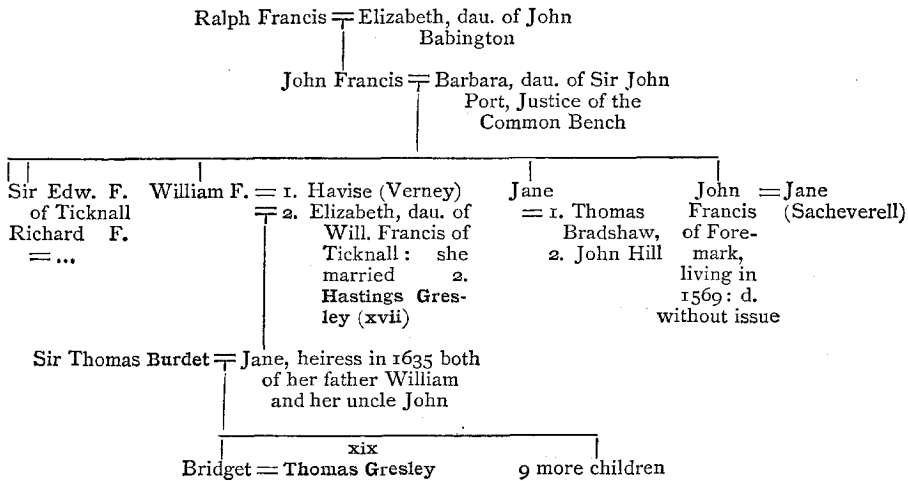 Ralph Francis = Elizabeth, dau. of John
Babington
John Francis = Barbara, dau. of Sir John
Port, Justice of the
Common Bench
Sir Edw. F.
of Ticknall
Richard F.
= ...
William F. = 1. Havise (Verney)
= 2. Elizabeth, dau. of
Will. Francis of
Ticknall: she
married 2.
Hastings Gres-
ley (xvii)
Jane
= 1. Thomas
Bradshaw,
2. John Hill
John = Jane
Francis (Sacheverell)
of Fore-
mark,
living in
1569: d.
without issue
Sir Thomas Burdet = Jane, heiress in 1635 both
of her father William
and her uncle John
xix
Bridget = Thomas Gresley
9 more children